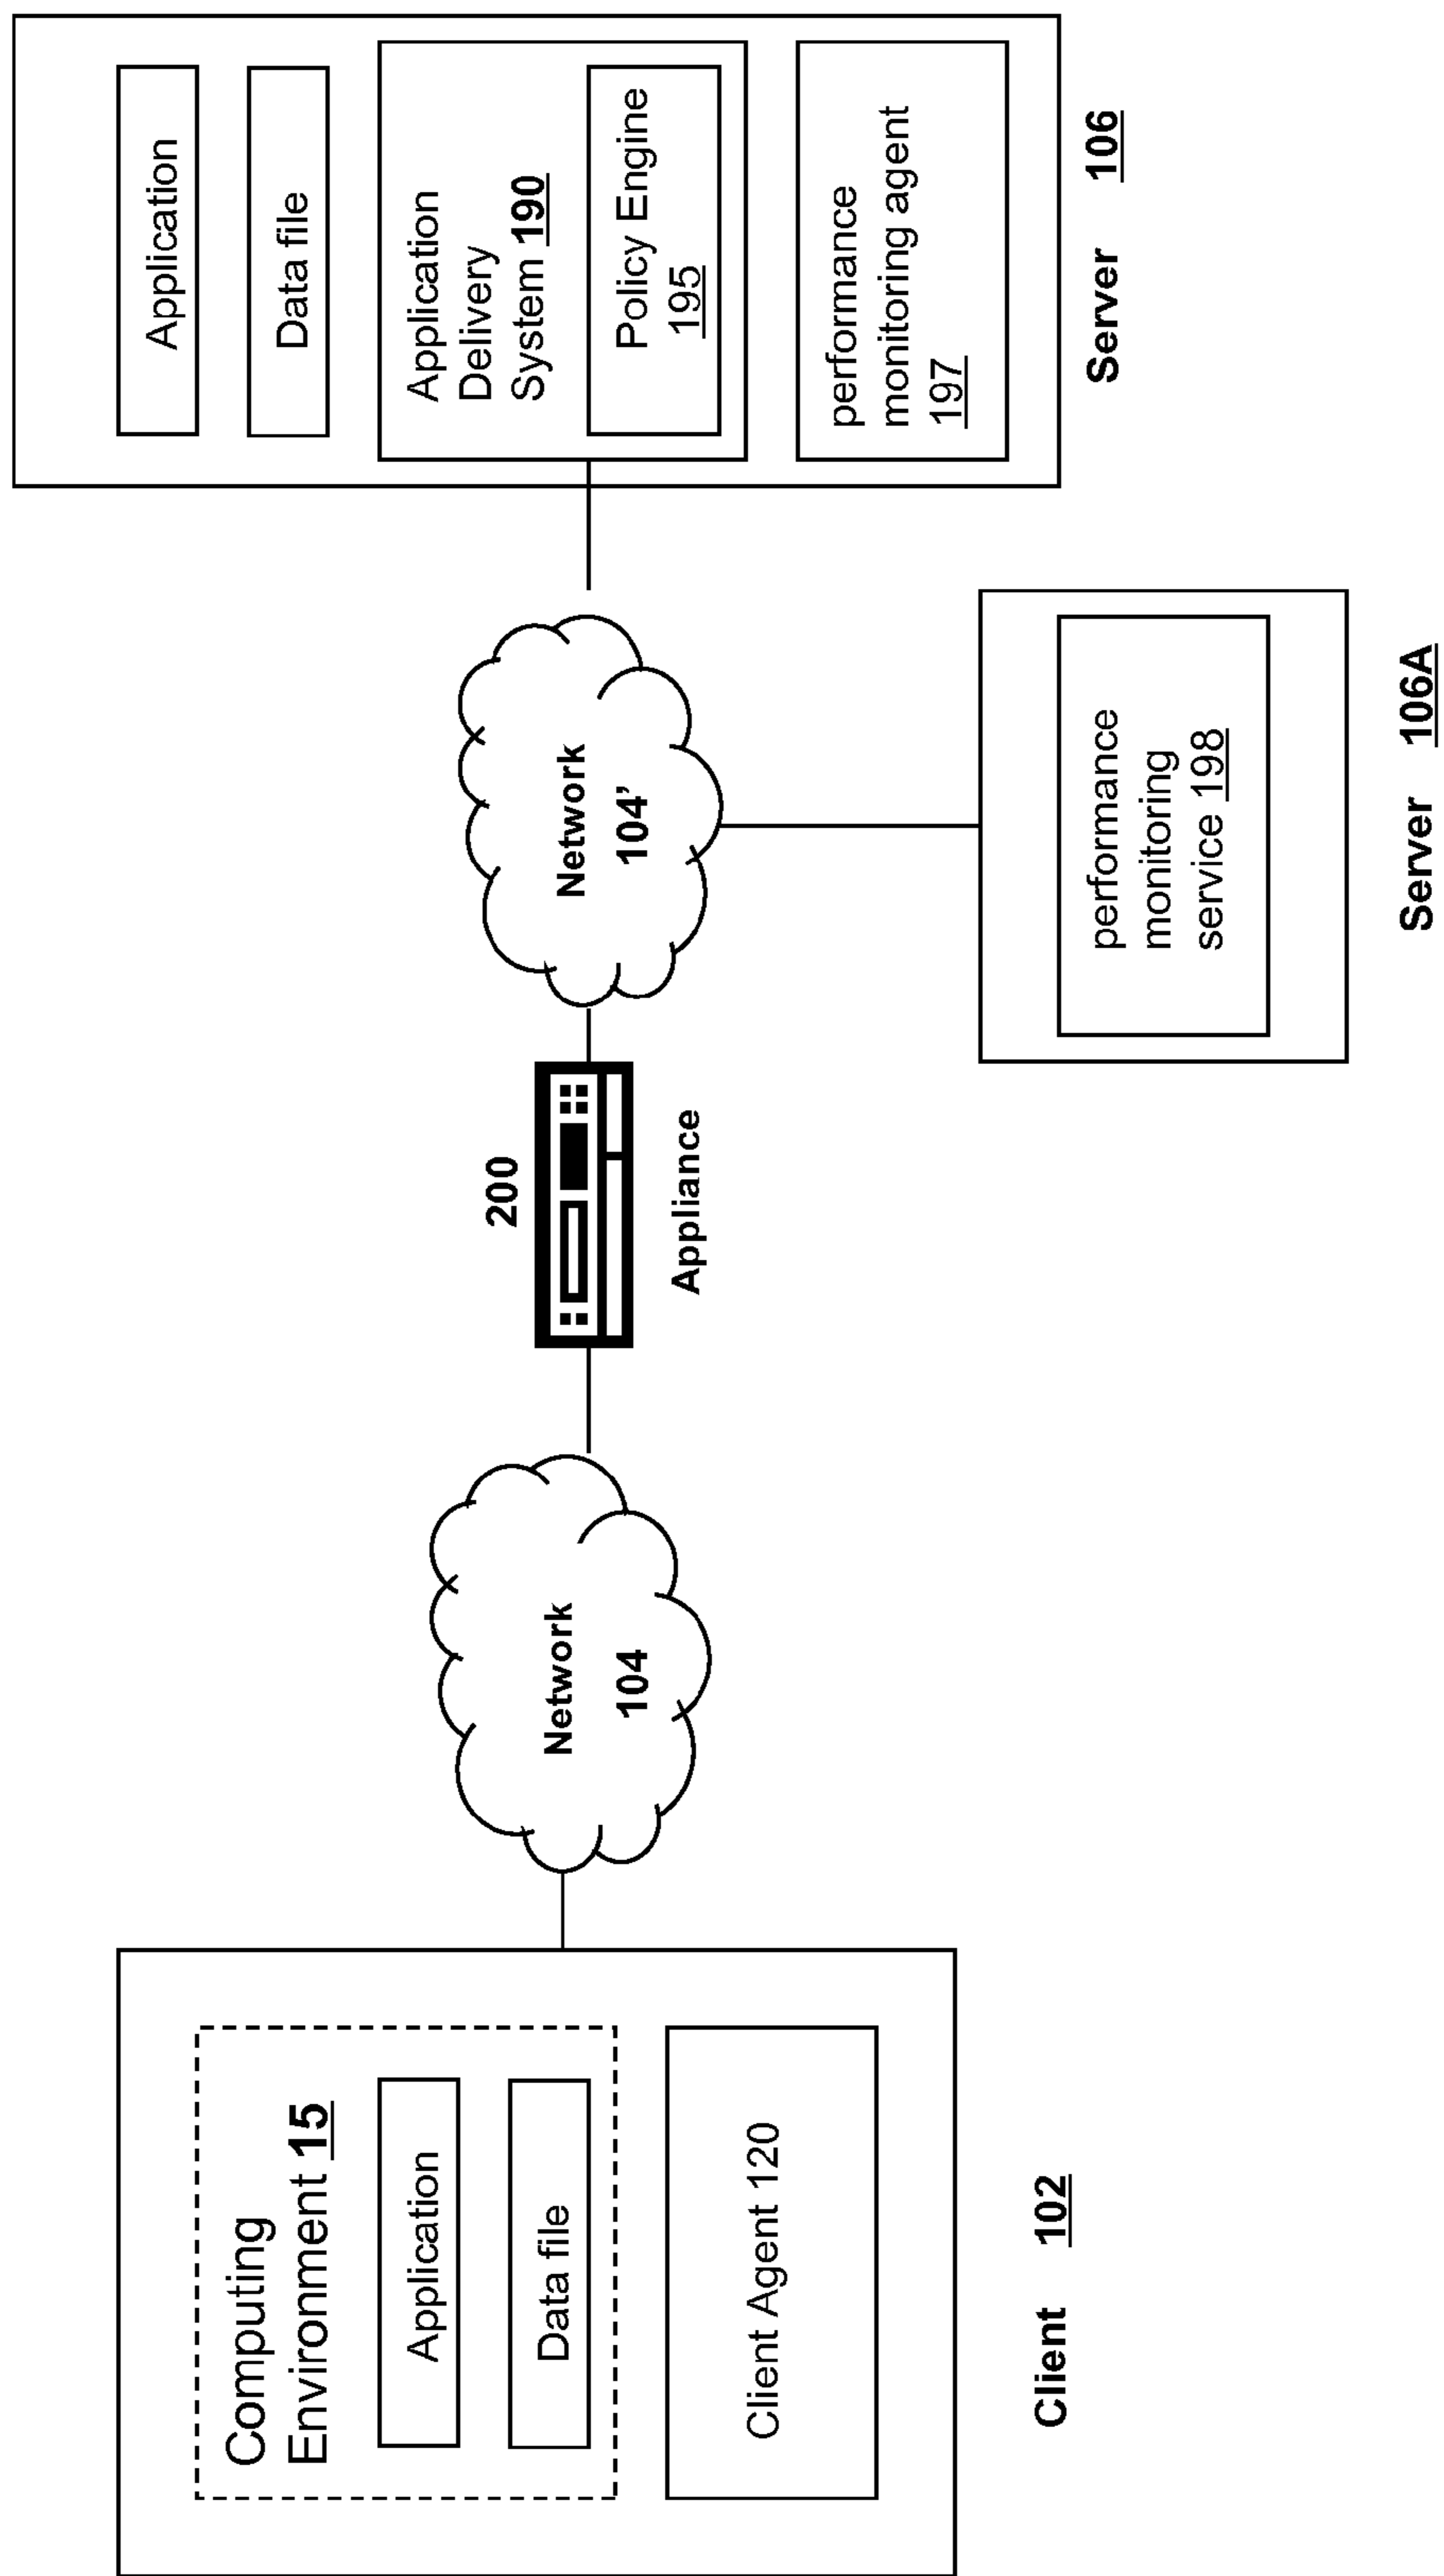 Computing
Environment 15
Application
Data file
Client Agent 120
Client 102
Network
104
200
Appliance
Network
104’
performance
monitoring
service 198
Server 106A
Application
Data file
Application
Delivery
System 190
Policy Engine
195
performance
monitoring agent
197
Server 106